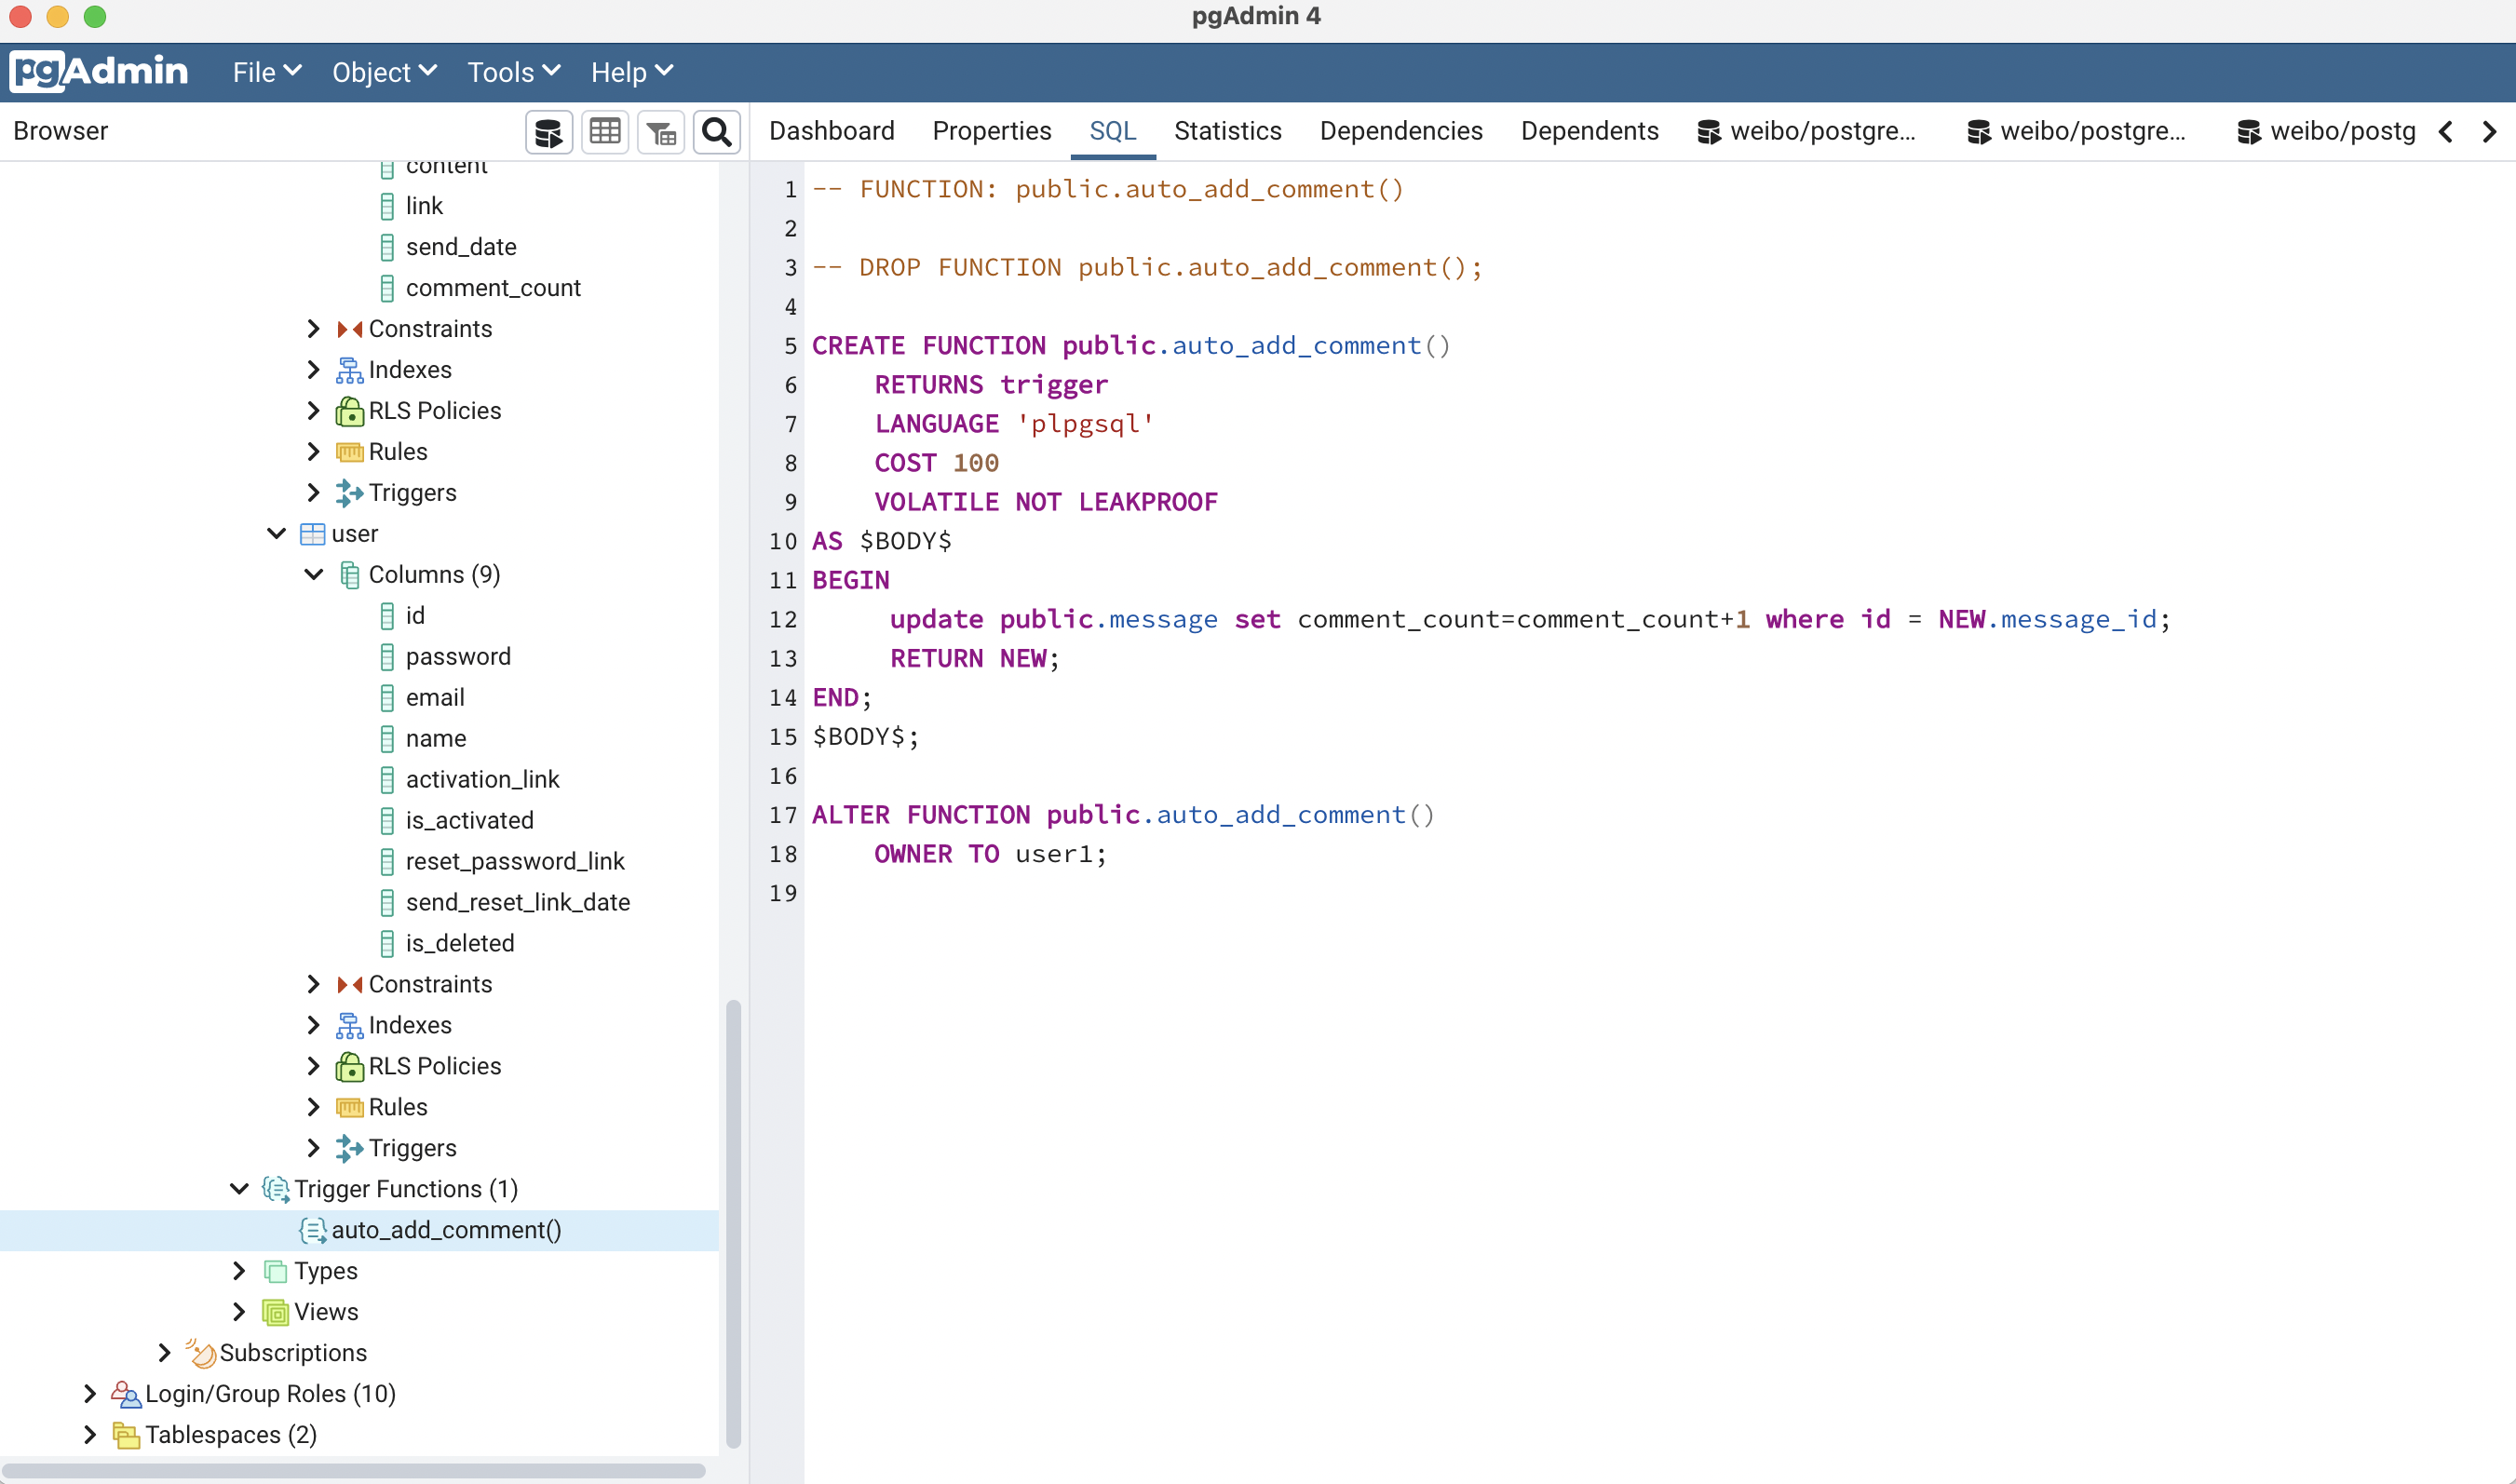 pgAdmin 4
pgAdmin File Object Tools Help
Browser
Dashboard Properties SQL Statistics Dependencies Dependents weibo/postgre... weibo/postgre... weibo/postg
content
link
send_date
comment_count
Constraints
Indexes
RLS Policies
Rules
Triggers
user
Columns (9)
id
password
email
name
activation_link
is_activated
reset_password_link
send_reset_link_date
is_deleted
Constraints
Indexes
RLS Policies
Rules
Triggers
Trigger Functions (1)
auto_add_comment()
Types
Views
Subscriptions
Login/Group Roles (10)
Tablespaces (2)
1 -- FUNCTION: public.auto_add_comment()
2
3 -- DROP FUNCTION public.auto_add_comment();
4
5 CREATE FUNCTION public.auto_add_comment()
6     RETURNS trigger
7     LANGUAGE 'plpgsql'
8     COST 100
9     VOLATILE NOT LEAKPROOF
10 AS $BODY$
11 BEGIN
12      update public.message set comment_count=comment_count+1 where id = NEW.message_id;
13      RETURN NEW;
14 END;
15 $BODY$;
16
17 ALTER FUNCTION public.auto_add_comment()
18     OWNER TO user1;
19